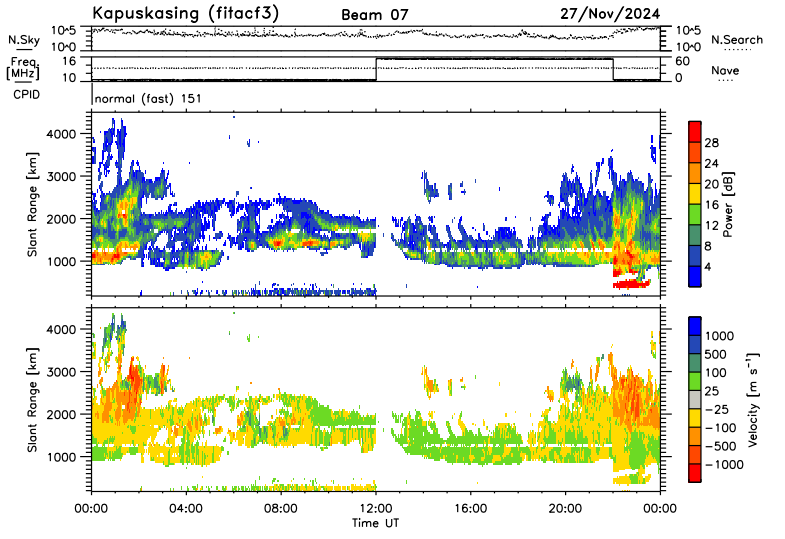 Kapuskasing (fitacf3) Beam 07 27/Nov/2024
N.Sky 10^5 10^0 10^5 10^0 N.Search
Freq. [MHz] 16 10 60 0 Nave
CPID normal (fast) 151
Slant Range [km] 4000 3000 2000 1000
Power [dB] 28 24 20 16 12 8 4
Slant Range [km] 4000 3000 2000 1000
Velocity [m s⁻¹] 1000 500 100 25 −25 −100 −500 −1000
00:00 04:00 08:00 12:00 16:00 20:00 00:00
Time UT